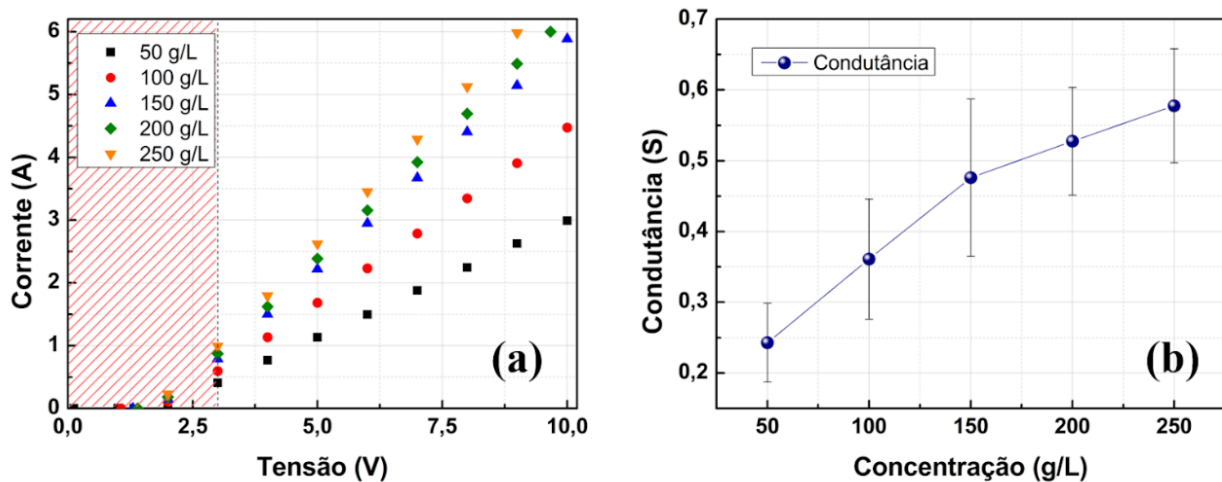 6
5
4
3
2
1
0
Corrente (A)
50 g/L
100 g/L
150 g/L
200 g/L
250 g/L
(a)
0,0
2,5
5,0
7,5
10,0
Tensão (V)
0,7
0,6
0,5
0,4
0,3
0,2
Condutância (S)
Condutância
(b)
50
100
150
200
250
Concentração (g/L)